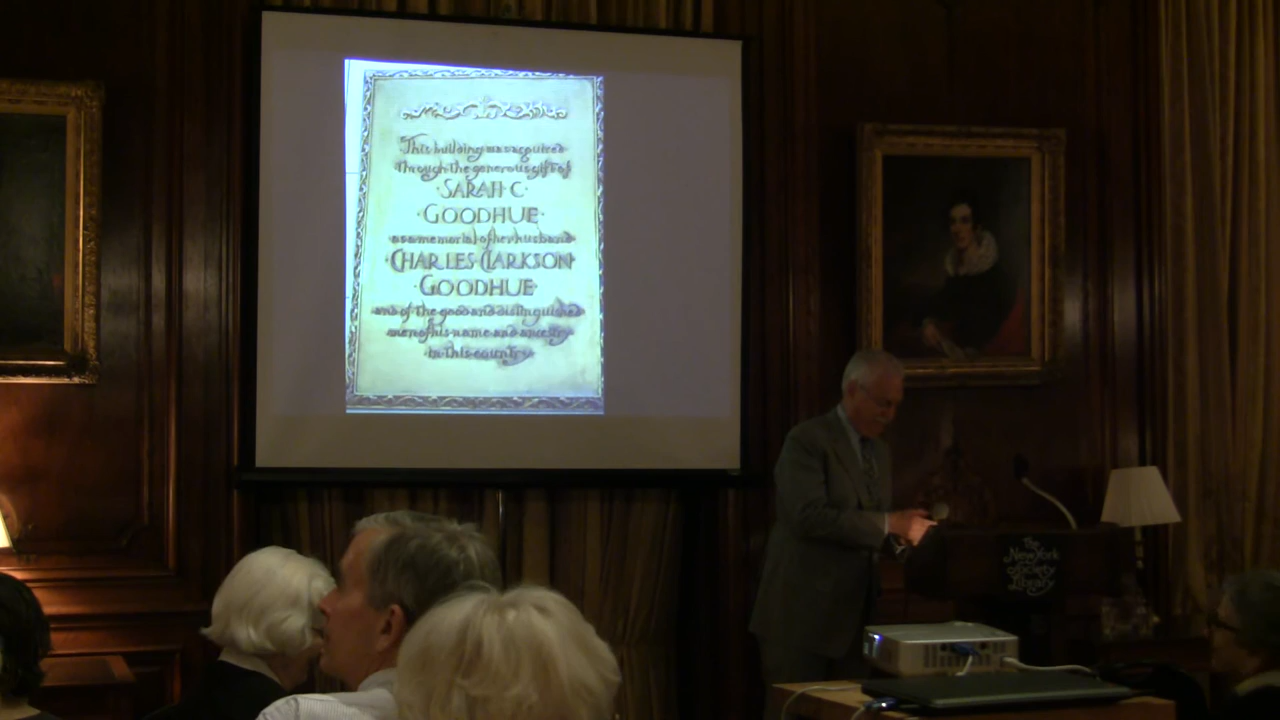 This building was acquired
through the generous gift of
·SARAH C·
·GOODHUE·
as a memorial of her husband
·CHARLES CLARKSON·
GOODHUE
and of the good and distinguished
men of his name and ancestry
in this country
The
New York
Society
Library